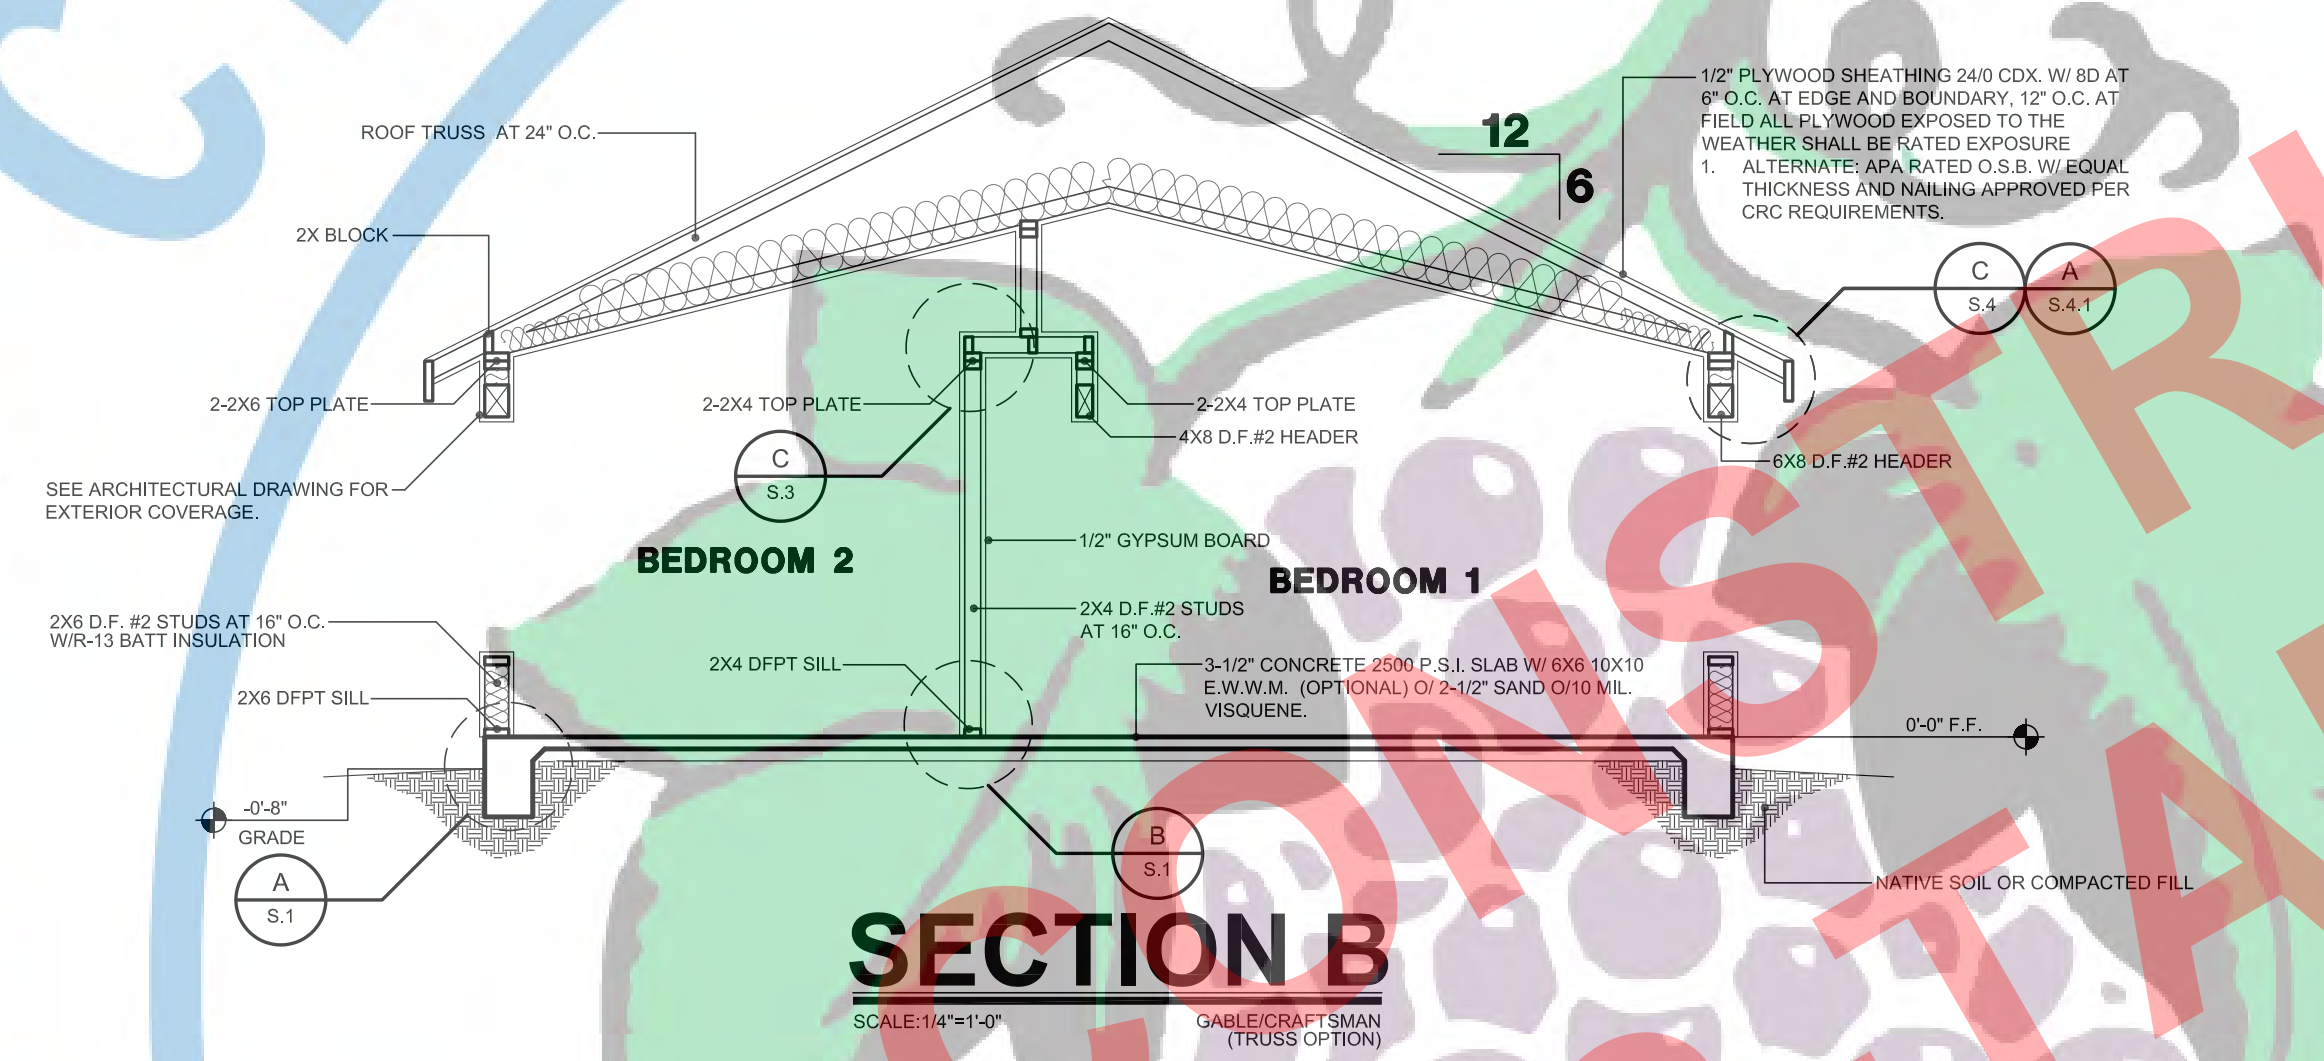 1/2" PLYWOOD SHEATHING 24/0 CDX. W/ 8D AT
6" O.C. AT EDGE AND BOUNDARY, 12" O.C. AT
FIELD ALL PLYWOOD EXPOSED TO THE
WEATHER SHALL BE RATED EXPOSURE
1. ALTERNATE: APA RATED O.S.B. W/ EQUAL
THICKNESS AND NAILING APPROVED PER
CRC REQUIREMENTS.
ROOF TRUSS AT 24" O.C.
12
6
2X BLOCK
C
S.4
A
S.4.1
2-2X6 TOP PLATE
2-2X4 TOP PLATE
2-2X4 TOP PLATE
4X8 D.F.#2 HEADER
6X8 D.F.#2 HEADER
C
S.3
SEE ARCHITECTURAL DRAWING FOR
EXTERIOR COVERAGE.
1/2" GYPSUM BOARD
BEDROOM 2
BEDROOM 1
2X6 D.F. #2 STUDS AT 16" O.C.
W/R-13 BATT INSULATION
2X4 D.F.#2 STUDS
AT 16" O.C.
2X4 DFPT SILL
3-1/2" CONCRETE 2500 P.S.I. SLAB W/ 6X6 10X10
E.W.W.M. (OPTIONAL) O/ 2-1/2" SAND O/10 MIL.
VISQUENE.
2X6 DFPT SILL
0'-0" F.F.
-0'-8"
GRADE
A
S.1
B
S.1
NATIVE SOIL OR COMPACTED FILL
SECTION B
SCALE:1/4"=1'-0"
GABLE/CRAFTSMAN
(TRUSS OPTION)
CONSTR